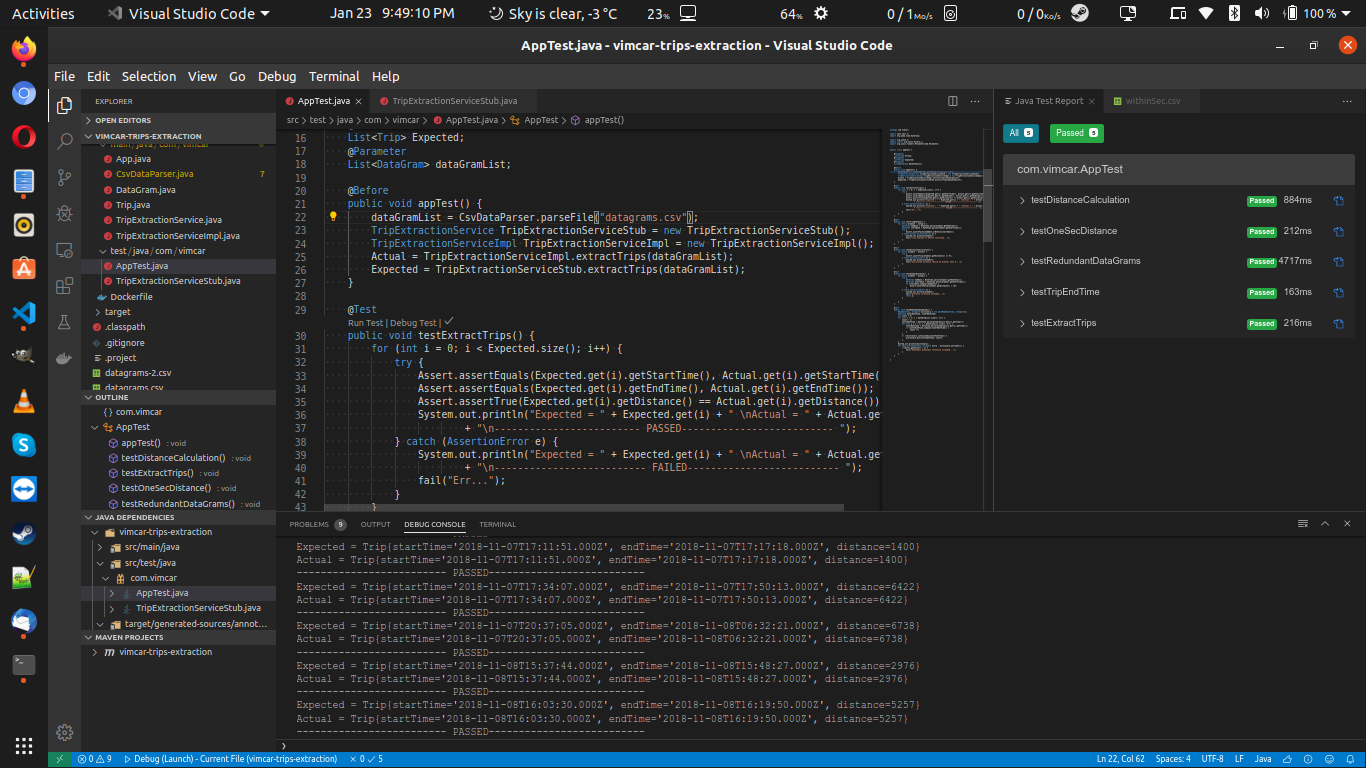 Activities
Visual Studio Code
Jan 23 9:49:10 PM
Sky is clear, -3 °C
23%
64%
0 / 1Mo/s
0 / 0Ko/s
100 %
AppTest.java - vimcar-trips-extraction - Visual Studio Code
File Edit Selection View Go Debug Terminal Help
EXPLORER
OPEN EDITORS
VIMCAR-TRIPS-EXTRACTION
main / java / com / vimcar
App.java
CsvDataParser.java 7
DataGram.java
Trip.java
TripExtractionService.java
TripExtractionServiceImpl.java
test / java / com / vimcar
AppTest.java
TripExtractionServiceStub.java
Dockerfile
target
.classpath
.gitignore
.project
datagrams-2.csv
datagrams.csv
OUTLINE
com.vimcar
AppTest
appTest() : void
testDistanceCalculation() : void
testExtractTrips() : void
testOneSecDistance() : void
testRedundantDataGrams() : void
JAVA DEPENDENCIES
vimcar-trips-extraction
src/main/java
src/test/java
com.vimcar
AppTest.java
TripExtractionServiceStub.java
target/generated-sources/annot...
MAVEN PROJECTS
vimcar-trips-extraction
AppTest.java
TripExtractionServiceStub.java
src > test > java > com > vimcar > AppTest.java > AppTest > appTest()
16 List<Trip> Expected;
17 @Parameter
18 List<DataGram> dataGramList;
19
20 @Before
21 public void appTest() {
22 dataGramList = CsvDataParser.parseFile("datagrams.csv");
23 TripExtractionService TripExtractionServiceStub = new TripExtractionServiceStub();
24 TripExtractionServiceImpl TripExtractionServiceImpl = new TripExtractionServiceImpl();
25 Actual = TripExtractionServiceImpl.extractTrips(dataGramList);
26 Expected = TripExtractionServiceStub.extractTrips(dataGramList);
27 }
28
29 @Test
Run Test | Debug Test |
30 public void testExtractTrips() {
31 for (int i = 0; i < Expected.size(); i++) {
32 try {
33 Assert.assertEquals(Expected.get(i).getStartTime(), Actual.get(i).getStartTime(
34 Assert.assertEquals(Expected.get(i).getEndTime(), Actual.get(i).getEndTime());
35 Assert.assertTrue(Expected.get(i).getDistance() == Actual.get(i).getDistance())
36 System.out.println("Expected = " + Expected.get(i) + " \nActual = " + Actual.ge
37 + "\n------------------------- PASSED-------------------------- ");
38 } catch (AssertionError e) {
39 System.out.println("Expected = " + Expected.get(i) + " \nActual = " + Actual.ge
40 + "\n------------------------- FAILED-------------------------- ");
41 fail("Err...");
42 }
43 }
Java Test Report
withinSec.csv
All 5 Passed 5
com.vimcar.AppTest
testDistanceCalculation Passed 884ms
testOneSecDistance Passed 212ms
testRedundantDataGrams Passed 4717ms
testTripEndTime Passed 163ms
testExtractTrips Passed 216ms
PROBLEMS 9 OUTPUT DEBUG CONSOLE TERMINAL
Expected = Trip{startTime='2018-11-07T17:11:51.000Z', endTime='2018-11-07T17:17:18.000Z', distance=1400}
Actual = Trip{startTime='2018-11-07T17:11:51.000Z', endTime='2018-11-07T17:17:18.000Z', distance=1400}
------------------------- PASSED--------------------------
Expected = Trip{startTime='2018-11-07T17:34:07.000Z', endTime='2018-11-07T17:50:13.000Z', distance=6422}
Actual = Trip{startTime='2018-11-07T17:34:07.000Z', endTime='2018-11-07T17:50:13.000Z', distance=6422}
------------------------- PASSED--------------------------
Expected = Trip{startTime='2018-11-07T20:37:05.000Z', endTime='2018-11-08T06:32:21.000Z', distance=6738}
Actual = Trip{startTime='2018-11-07T20:37:05.000Z', endTime='2018-11-08T06:32:21.000Z', distance=6738}
------------------------- PASSED--------------------------
Expected = Trip{startTime='2018-11-08T15:37:44.000Z', endTime='2018-11-08T15:48:27.000Z', distance=2976}
Actual = Trip{startTime='2018-11-08T15:37:44.000Z', endTime='2018-11-08T15:48:27.000Z', distance=2976}
------------------------- PASSED--------------------------
Expected = Trip{startTime='2018-11-08T16:03:30.000Z', endTime='2018-11-08T16:19:50.000Z', distance=5257}
Actual = Trip{startTime='2018-11-08T16:03:30.000Z', endTime='2018-11-08T16:19:50.000Z', distance=5257}
------------------------- PASSED--------------------------
0 9 Debug (Launch) - Current File (vimcar-trips-extraction) 0 5
Ln 22, Col 62 Spaces: 4 UTF-8 LF Java